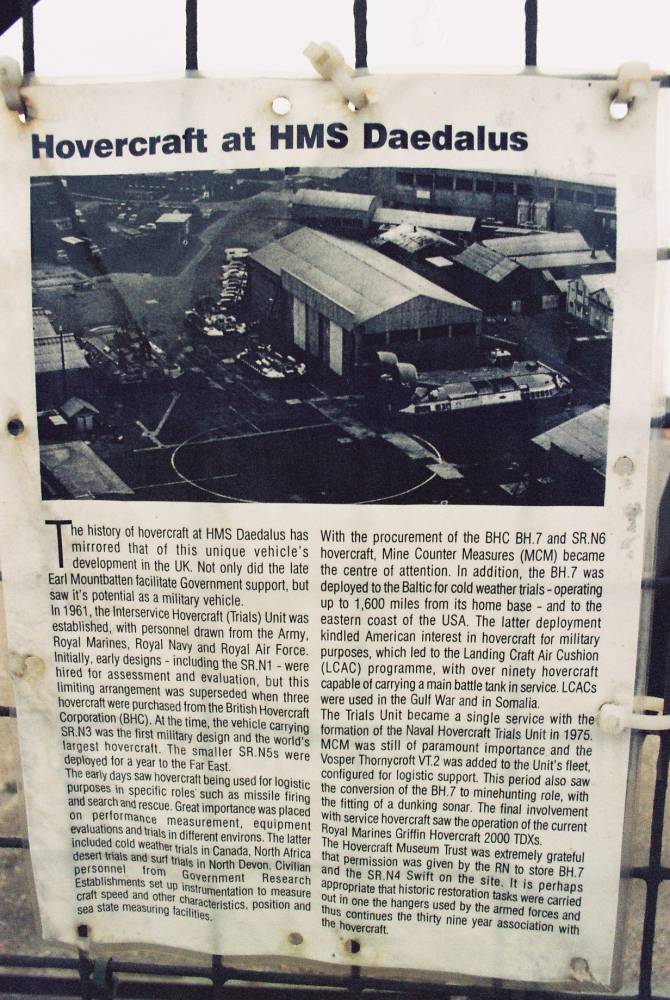 Hovercraft at HMS Daedalus
The history of hovercraft at HMS Daedalus has
mirrored that of this unique vehicle's
development in the UK. Not only did the late
Earl Mountbatten facilitate Government support, but
saw it's potential as a military vehicle.
In 1961, the Interservice Hovercraft (Trials) Unit was
established, with personnel drawn from the Army,
Royal Marines, Royal Navy and Royal Air Force.
Initially, early designs - including the SR.N1 - were
hired for assessment and evaluation, but this
limiting arrangement was superseded when three
hovercraft were purchased from the British Hovercraft
Corporation (BHC). At the time, the vehicle carrying
SR.N3 was the first military design and the world's
largest hovercraft. The smaller SR.N5s were
deployed for a year to the Far East.
The early days saw hovercraft being used for logistic
purposes in specific roles such as missile firing
and search and rescue. Great importance was placed
on performance measurement, equipment
evaluations and trials in different environs. The latter
included cold weather trials in Canada, North Africa
desert trials and surf trials in North Devon. Civilian
personnel from Government Research
Establishments set up instrumentation to measure
craft speed and other characteristics, position and
sea state measuring facilities.
With the procurement of the BHC BH.7 and SR.N6
hovercraft, Mine Counter Measures (MCM) became
the centre of attention. In addition, the BH.7 was
deployed to the Baltic for cold weather trials - operating
up to 1,600 miles from its home base - and to the
eastern coast of the USA. The latter deployment
kindled American interest in hovercraft for military
purposes, which led to the Landing Craft Air Cushion
(LCAC) programme, with over ninety hovercraft
capable of carrying a main battle tank in service. LCACs
were used in the Gulf War and in Somalia.
The Trials Unit became a single service with the
formation of the Naval Hovercraft Trials Unit in 1975.
MCM was still of paramount importance and the
Vosper Thornycroft VT.2 was added to the Unit's fleet,
configured for logistic support. This period also saw
the conversion of the BH.7 to minehunting role, with
the fitting of a dunking sonar. The final involvement
with service hovercraft saw the operation of the current
Royal Marines Griffin Hovercraft 2000 TDXs.
The Hovercraft Museum Trust was extremely grateful
that permission was given by the RN to store BH.7
and the SR.N4 Swift on the site. It is perhaps
appropriate that historic restoration tasks were carried
out in one the hangers used by the armed forces and
thus continues the thirty nine year association with
the hovercraft.